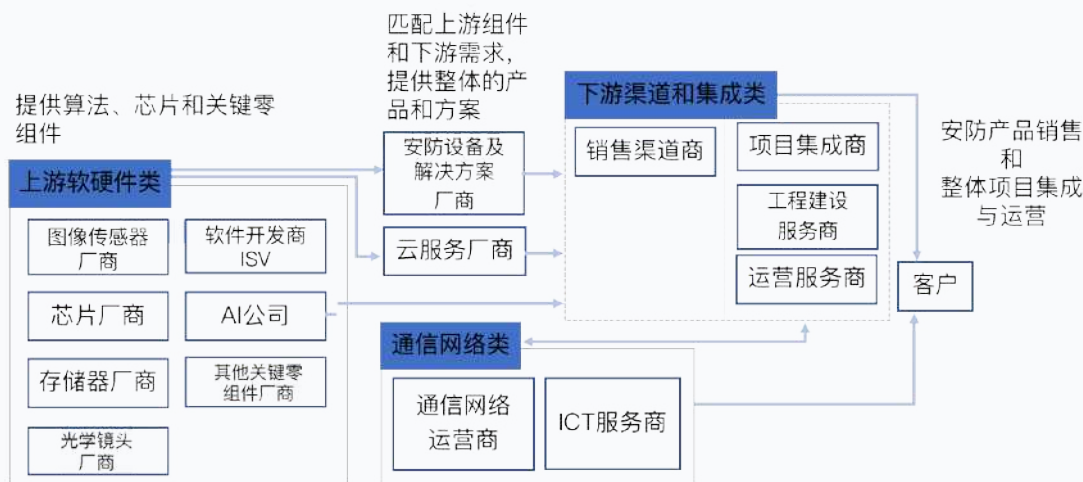 提供算法、芯片和关键零
组件
上游软硬件类
图像传感器
厂商
软件开发商
ISV
芯片厂商
AI公司
存储器厂商
其他关键零
组件厂商
光学镜头
厂商
匹配上游组件
和下游需求,
提供整体的产
品和方案
安防设备及
解决方案
厂商
云服务厂商
下游渠道和集成类
销售渠道商
项目集成商
工程建设
服务商
运营服务商
通信网络类
通信网络
运营商
ICT服务商
安防产品销售
和
整体项目集成
与运营
客户